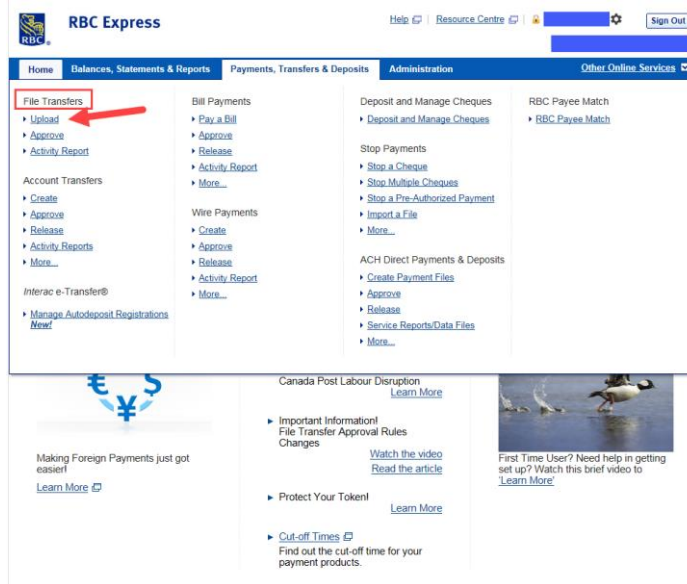 RBC
RBC Express
Help | Resource Centre |
Sign Out
Home Balances, Statements & Reports Payments, Transfers & Deposits Administration Other Online Services
File Transfers
Upload
Approve
Activity Report
Account Transfers
Create
Approve
Release
Activity Reports
More...
Interac e-Transfer®
Manage Autodeposit Registrations
New!
Bill Payments
Pay a Bill
Approve
Release
Activity Report
More...
Wire Payments
Create
Approve
Release
Activity Report
More...
Deposit and Manage Cheques
Deposit and Manage Cheques
Stop Payments
Stop a Cheque
Stop Multiple Cheques
Stop a Pre-Authorized Payment
Import a File
More...
ACH Direct Payments & Deposits
Create Payment Files
Approve
Release
Service Reports/Data Files
More...
RBC Payee Match
RBC Payee Match
€ $
¥
Making Foreign Payments just got
easier!
Learn More
Canada Post Labour Disruption
Learn More
Important Information!
File Transfer Approval Rules
Changes
Watch the video
Read the article
Protect Your Token!
Learn More
Cut-off Times
Find out the cut-off time for your
payment products.
First Time User? Need help in getting
set up? Watch this brief video to
'Learn More'